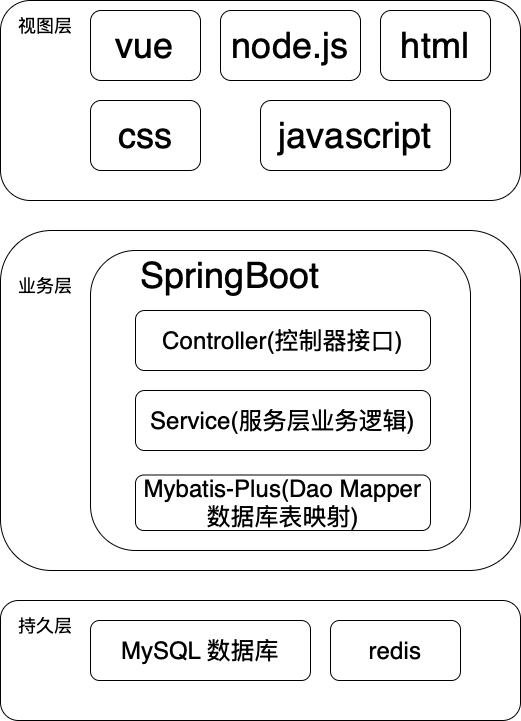 视图层
vue
node.js
html
css
javascript
业务层
SpringBoot
Controller(控制器接口)
Service(服务层业务逻辑)
Mybatis-Plus(Dao Mapper
数据库表映射)
持久层
MySQL 数据库
redis